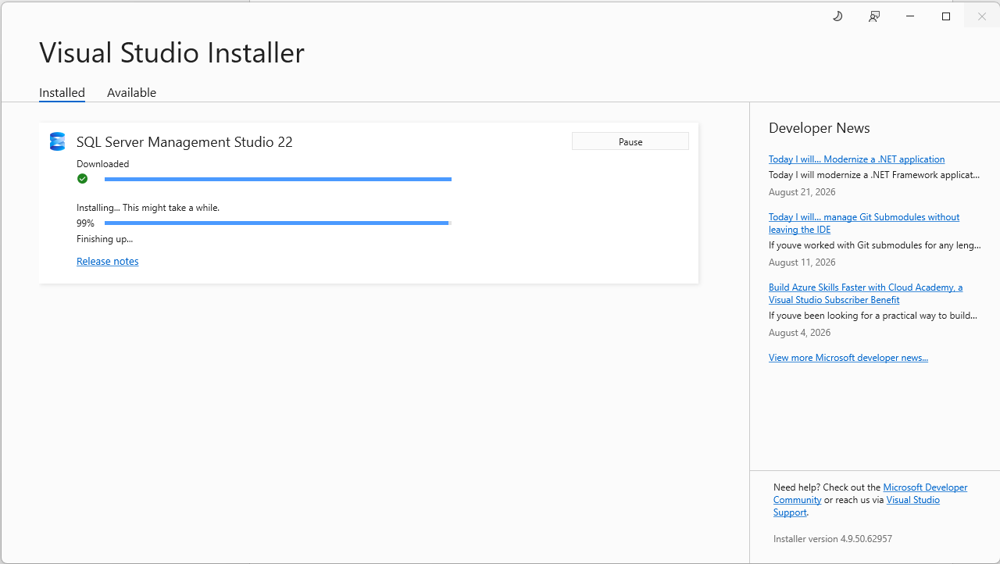 Visual Studio Installer
Installed
Available
SQL Server Management Studio 22
Pause
Downloaded
Installing... This might take a while.
99%
Finishing up...
Release notes
Developer News
Today I will... Modernize a .NET application
Today I will modernize a .NET Framework applicat...
August 21, 2026
Today I will... manage Git Submodules without
leaving the IDE
If youve worked with Git submodules for any leng...
August 11, 2026
Build Azure Skills Faster with Cloud Academy, a
Visual Studio Subscriber Benefit
If youve been looking for a practical way to build...
August 4, 2026
View more Microsoft developer news...
Need help? Check out the Microsoft Developer
Community or reach us via Visual Studio
Support.
Installer version 4.9.50.62957